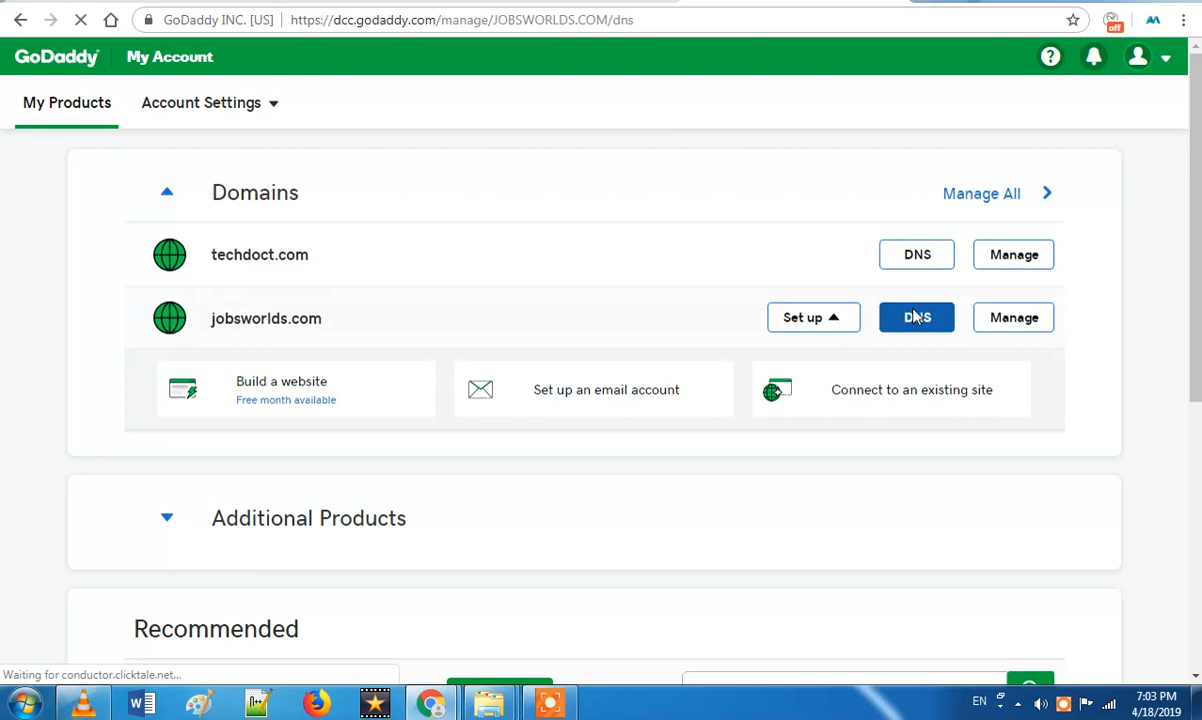 GoDaddy INC. [US] | https://dcc.godaddy.com/manage/JOBSWORLDS.COM/dns
off
GoDaddy My Account
My Products Account Settings
Domains Manage All
techdoct.com DNS Manage
jobsworlds.com Set up DNS Manage
Build a website
Free month available
Set up an email account
Connect to an existing site
Additional Products
Recommended
Waiting for conductor.clicktale.net...
EN 7:03 PM
4/18/2019